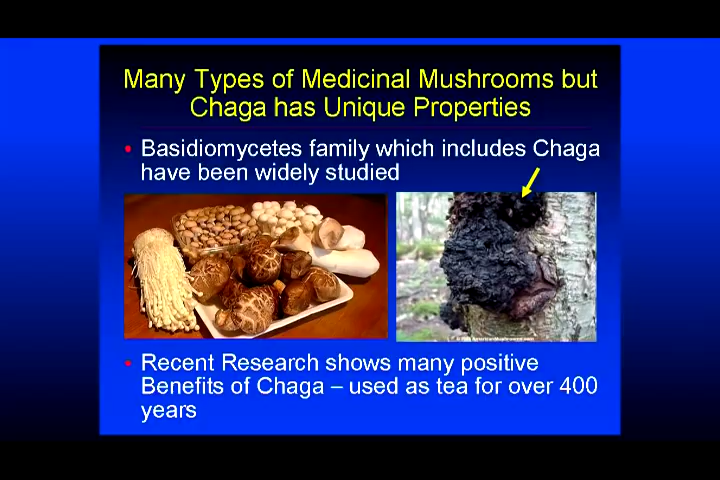 Many Types of Medicinal Mushrooms but
Chaga has Unique Properties
• Basidiomycetes family which includes Chaga
have been widely studied
• Recent Research shows many positive
Benefits of Chaga – used as tea for over 400
years